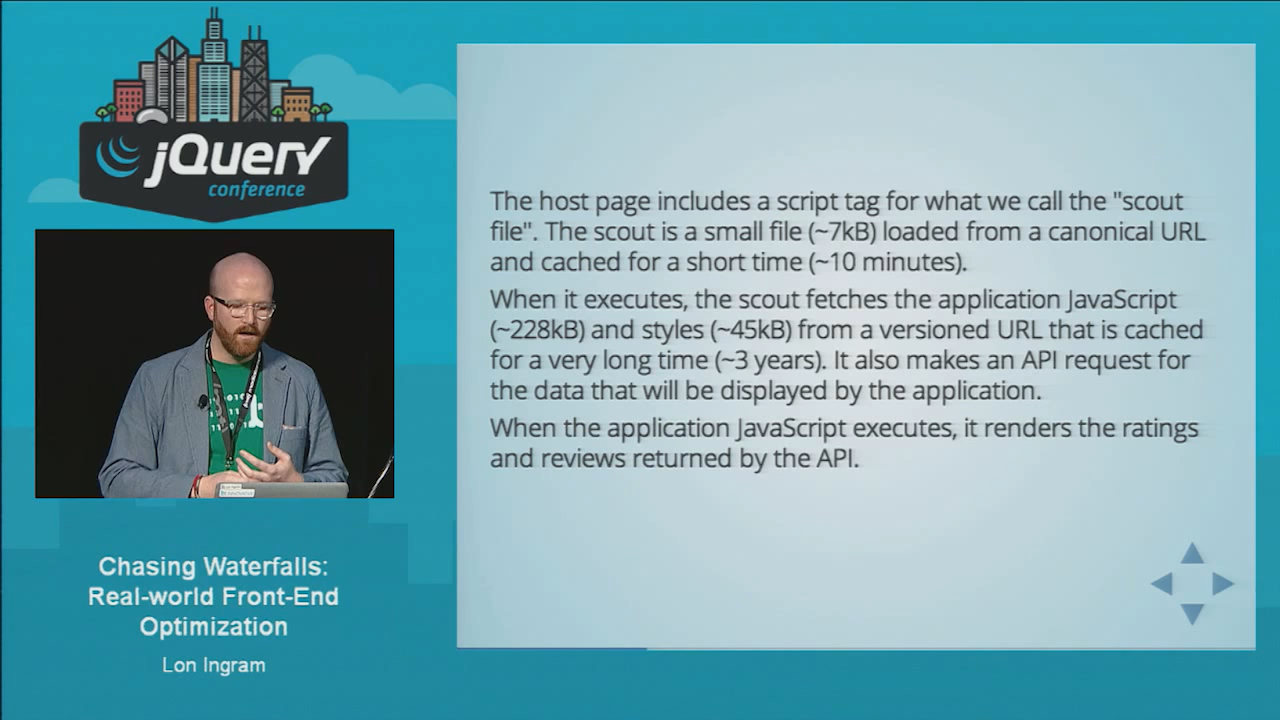 jQuery
conference
The host page includes a script tag for what we call the "scout
file". The scout is a small file (~7kB) loaded from a canonical URL
and cached for a short time (~10 minutes).
When it executes, the scout fetches the application JavaScript
(~228kB) and styles (~45kB) from a versioned URL that is cached
for a very long time (~3 years). It also makes an API request for
the data that will be displayed by the application.
When the application JavaScript executes, it renders the ratings
and reviews returned by the API.
Chasing Waterfalls:
Real-world Front-End
Optimization
Lon Ingram